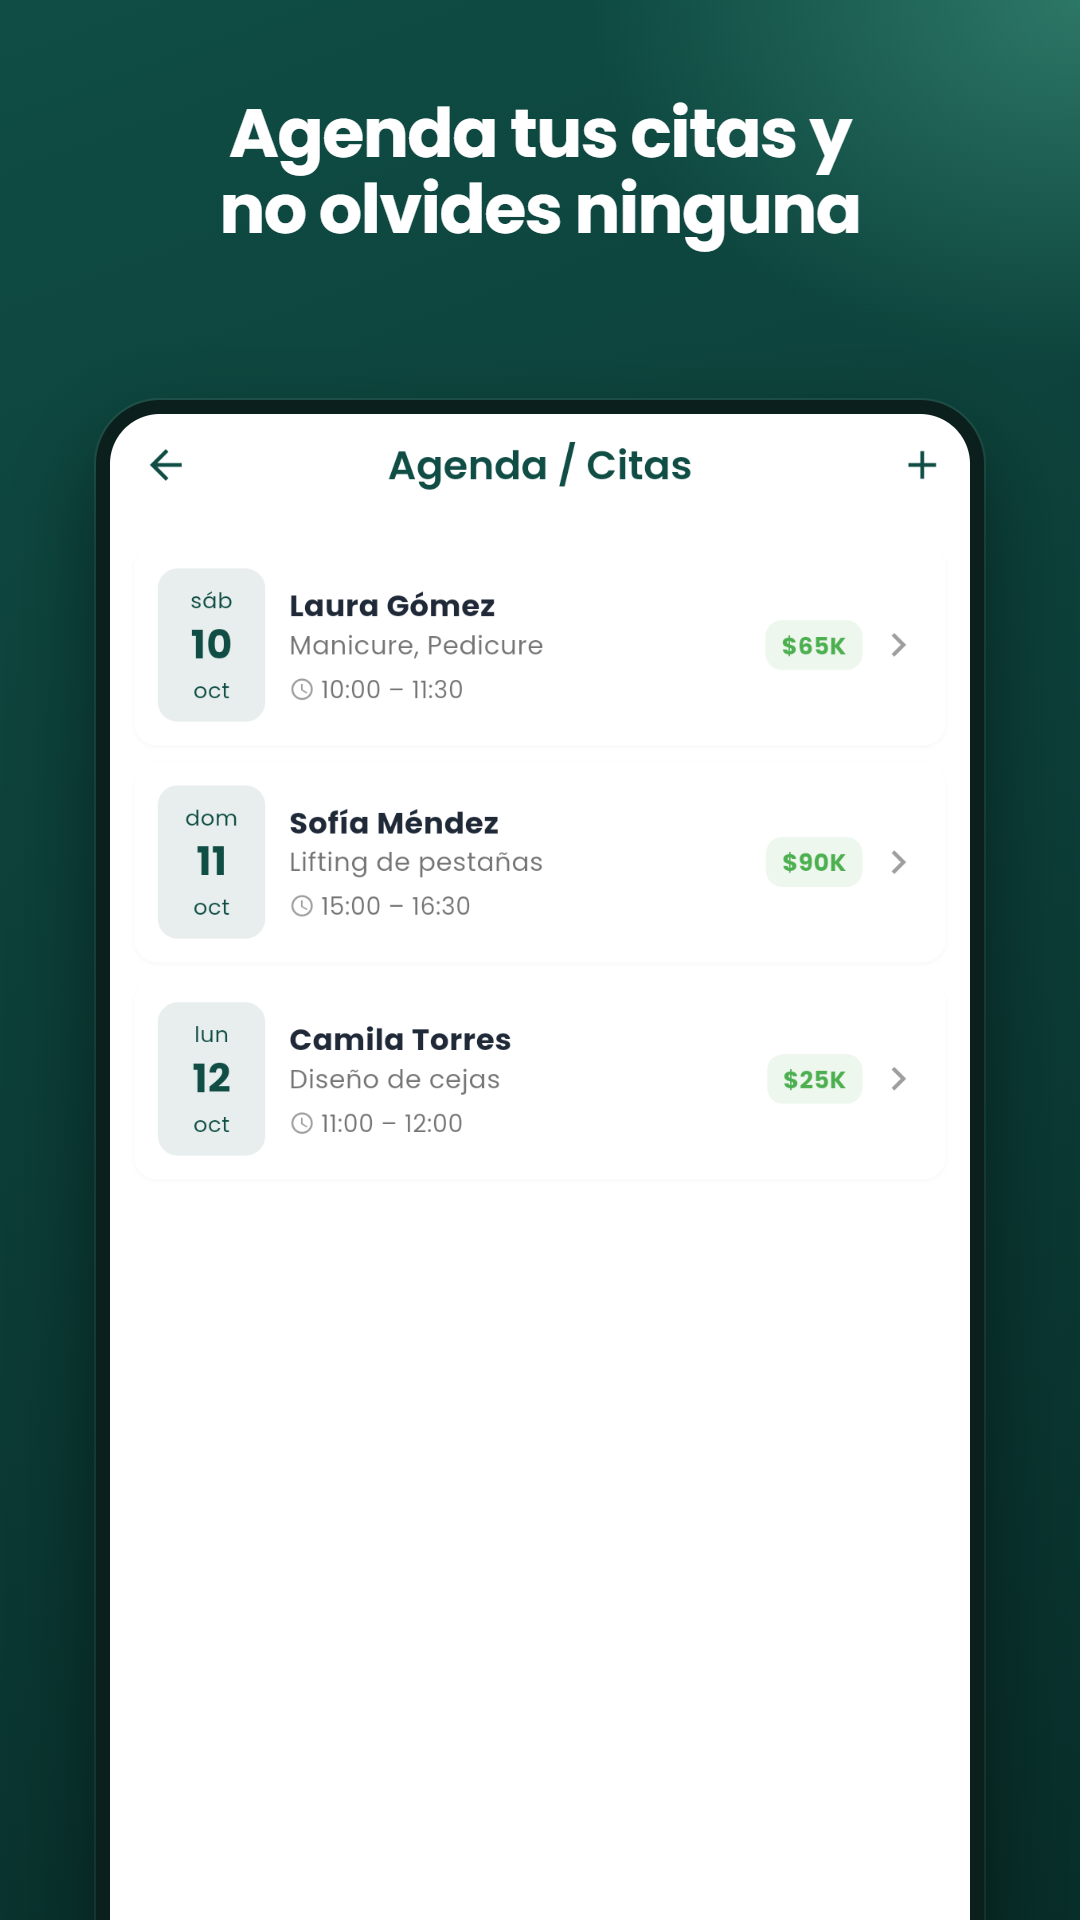 Agenda tus citas y
no olvides ninguna
Agenda / Citas
sáb
10
oct
Laura Gómez
Manicure, Pedicure
10:00 – 11:30
$65K
dom
11
oct
Sofía Méndez
Lifting de pestañas
15:00 – 16:30
$90K
lun
12
oct
Camila Torres
Diseño de cejas
11:00 – 12:00
$25K